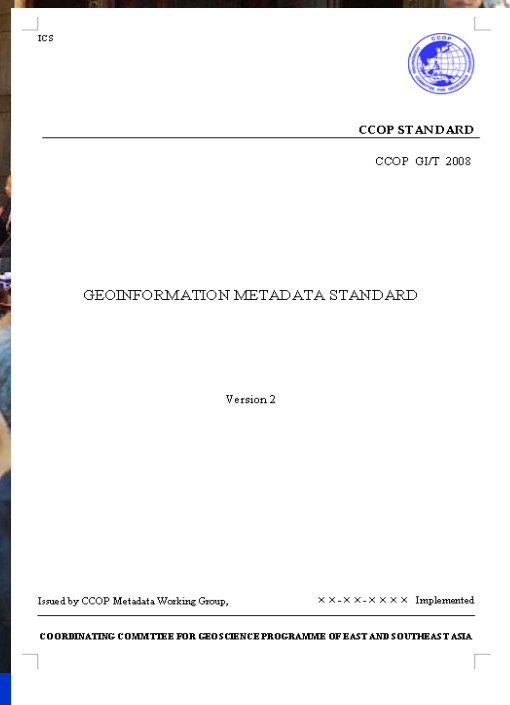 ICS
CCOP
CCOP STANDARD
CCOP GI/T 2008
GEOINFORMATION METADATA STANDARD
Version 2
Issued by CCOP Metadata Working Group,
××-××-×××× Implemented
COORDINATING COMMTIEE FOR GEOSCIENCE PROGRAMME OF EAST AND SOUTHEAST ASIA